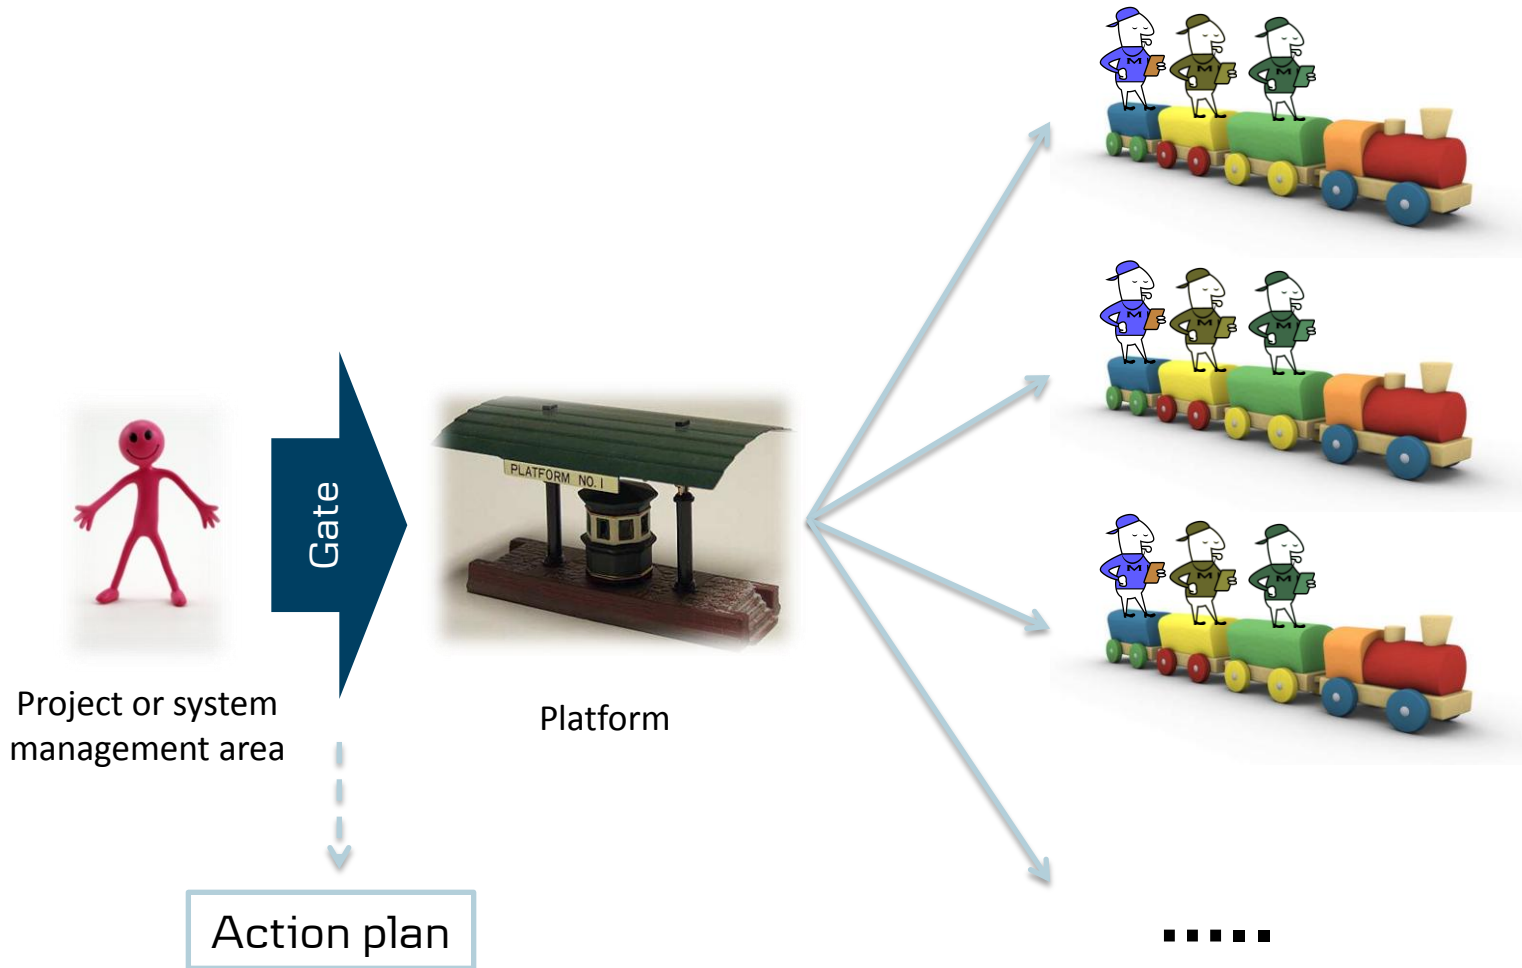 Gate
PLATFORM NO. 1
M
M
M
M
M
M
M
M
M
Project or system
management area
Platform
Action plan
.....